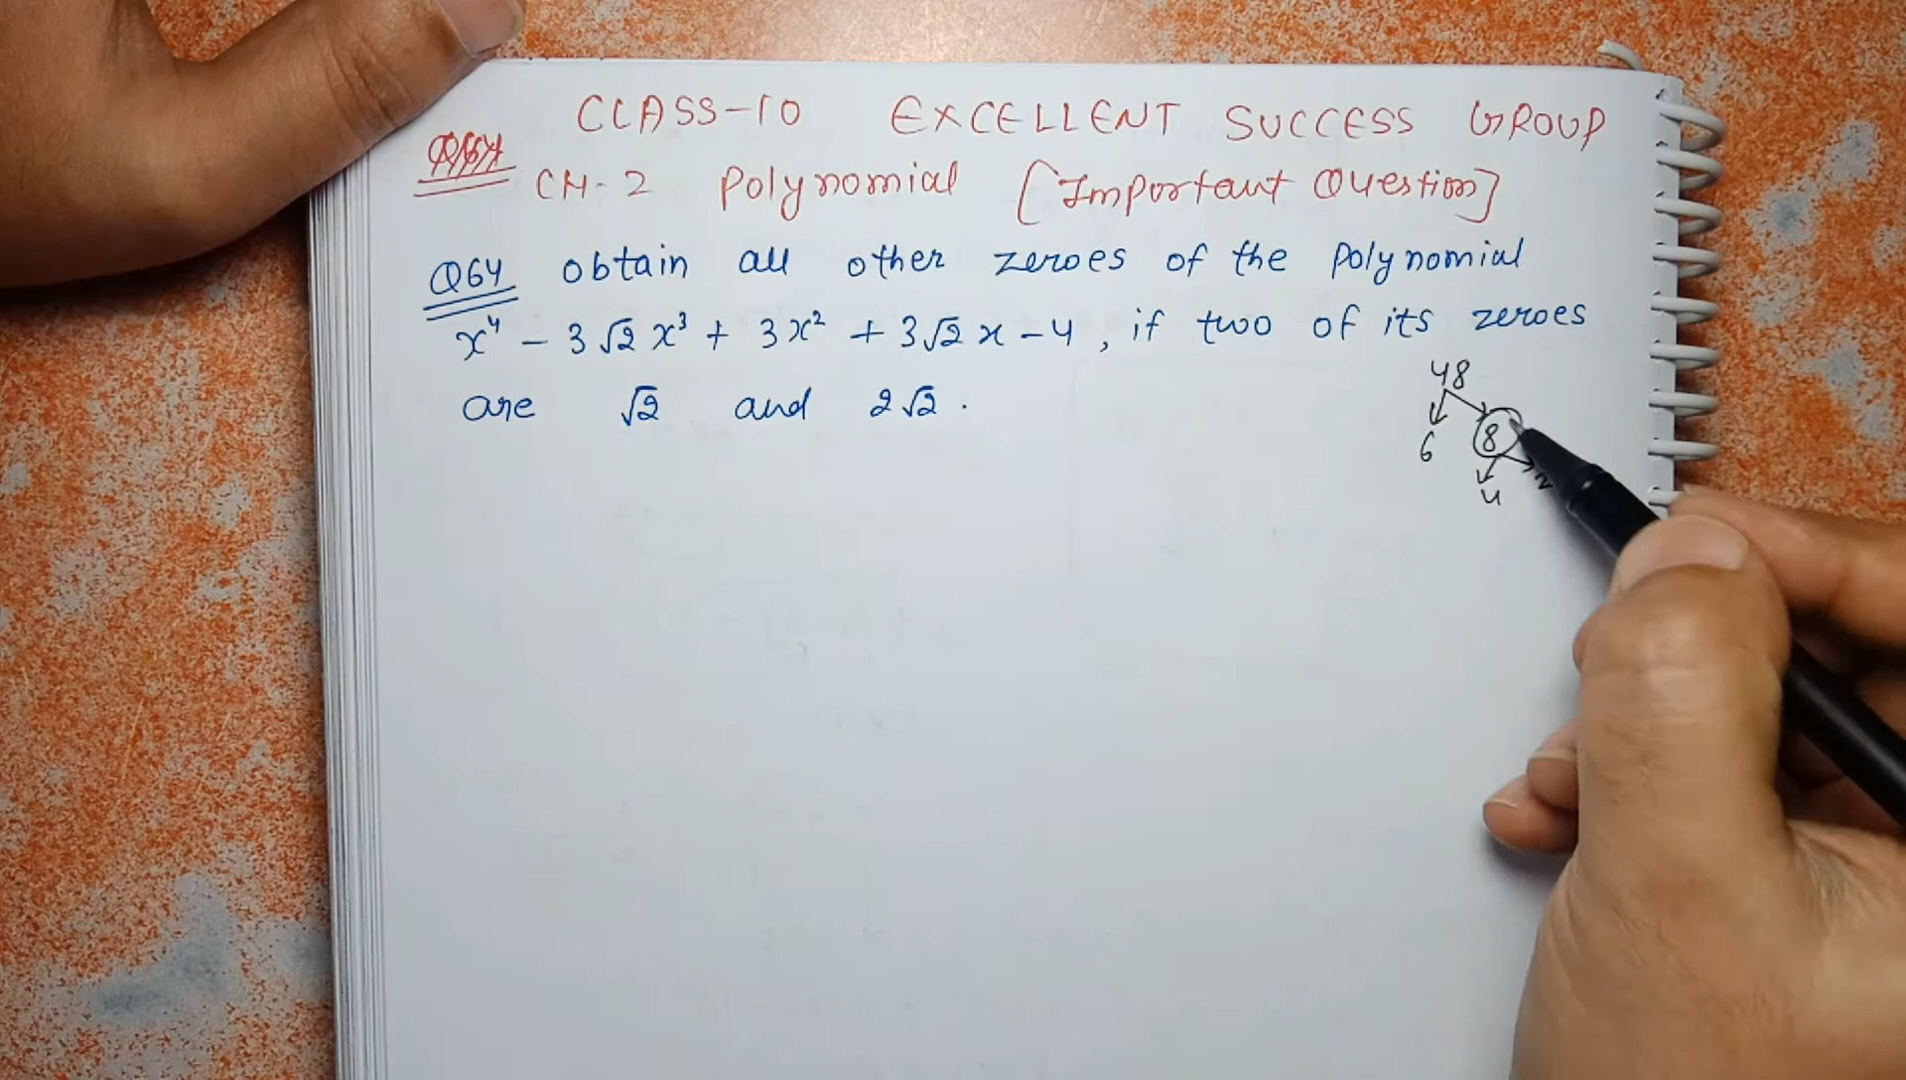 CLASS-10 EXCELLENT SUCCESS GROUP
CH-2 Polynomial [Important Question]
Q64 obtain all other zeroes of the polynomial
x⁴ - 3√2 x³ + 3x² + 3√2 x - 4, if two of its zeroes
are √2 and 2√2.
48
6 8
4 2